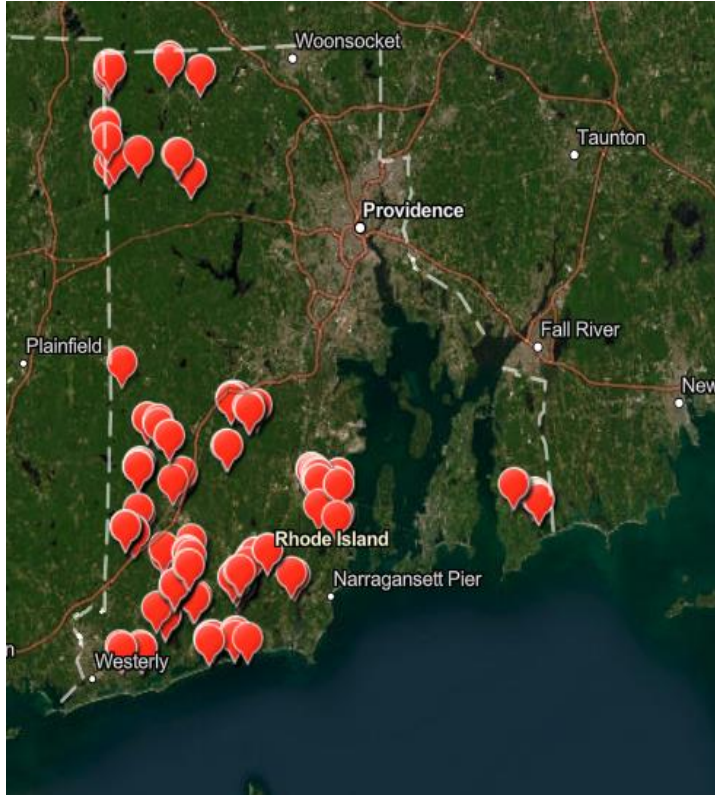 Woonsocket
Taunton
Providence
Fall River
Plainfield
New
Rhode Island
Narragansett Pier
n
Westerly